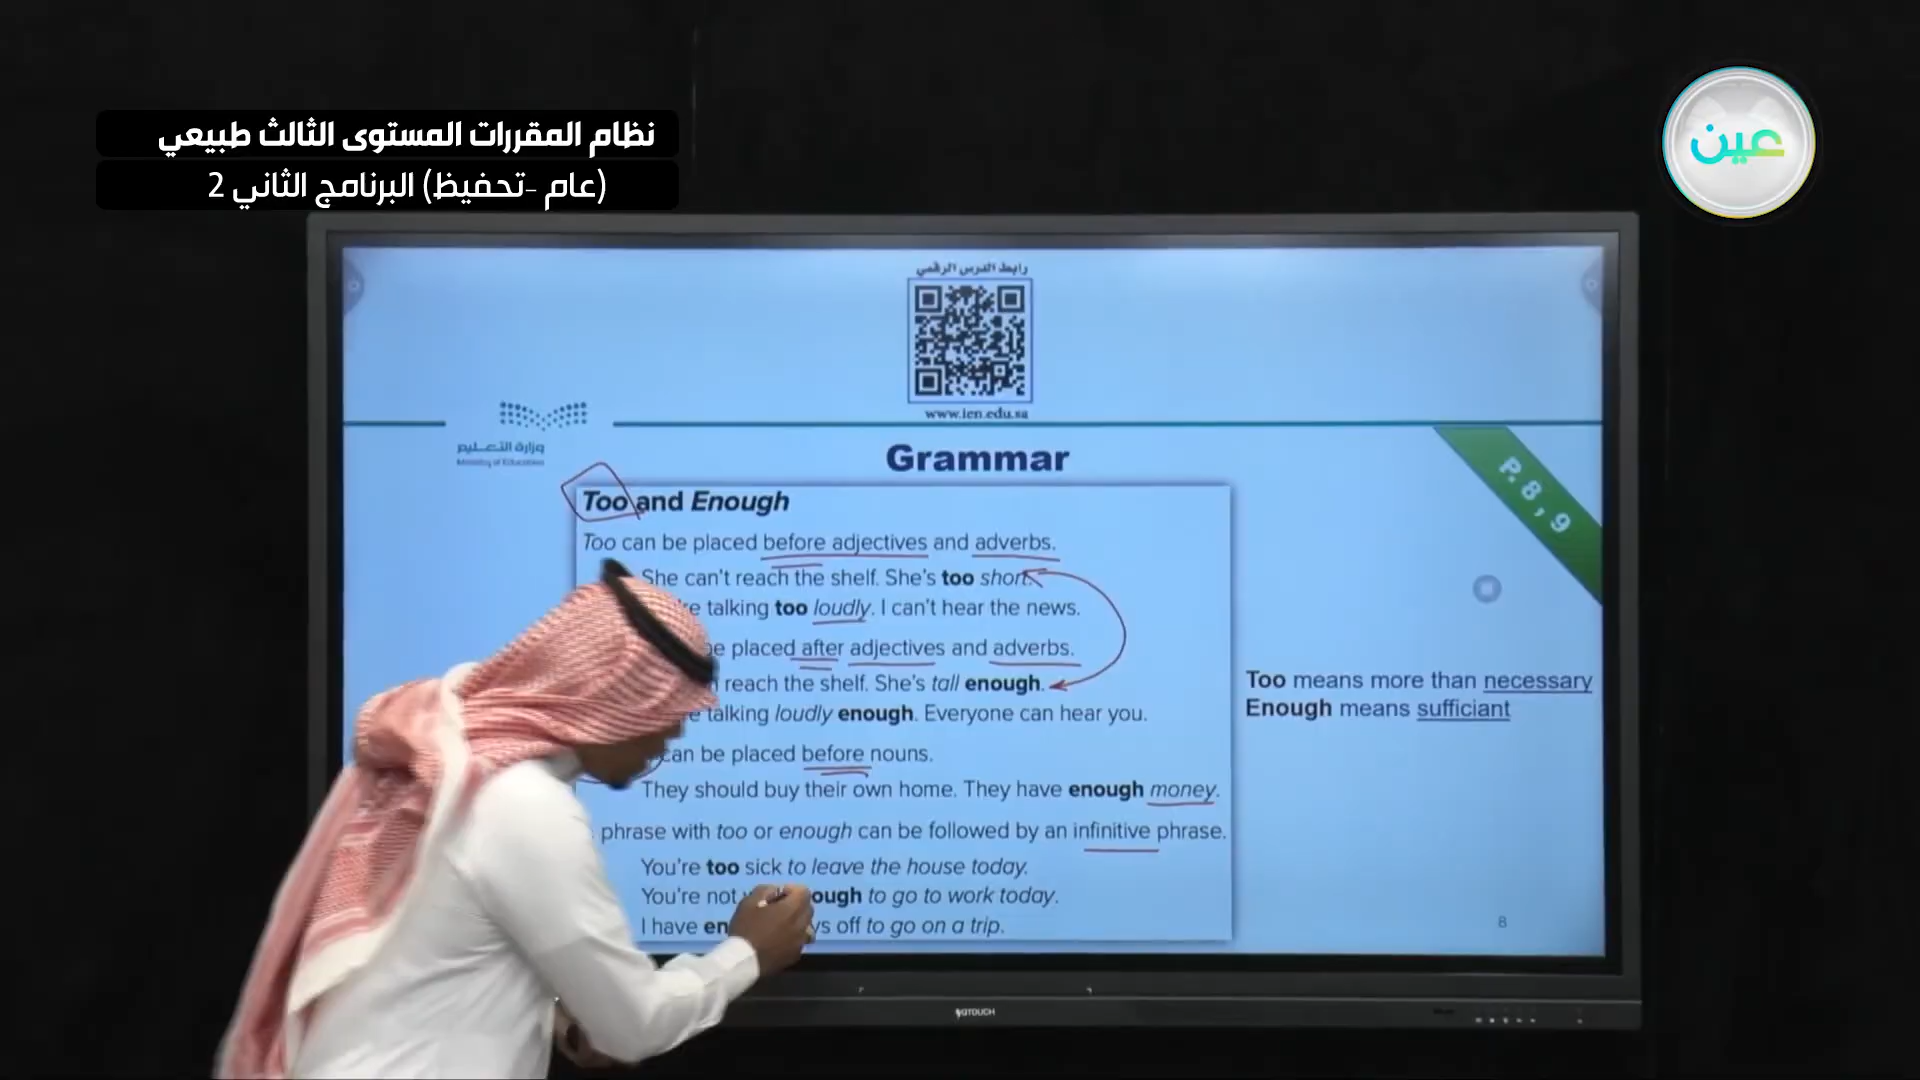 نظام المقررات المستوى الثالث طبيعي
(عام -تحفيظ) البرنامج الثاني 2
عين
رابط الدرس الرقمي
www.ien.edu.sa
وزارة التعليم
Ministry of Education
Grammar
P. 8 , 9
Too and Enough
Too can be placed before adjectives and adverbs.
She can't reach the shelf. She's too short.
talking too loudly. I can't hear the news.
placed after adjectives and adverbs.
reach the shelf. She's tall enough.
talking loudly enough. Everyone can hear you.
can be placed before nouns.
They should buy their own home. They have enough money.
phrase with too or enough can be followed by an infinitive phrase.
You're too sick to leave the house today.
You're not to go to work today.
I have off to go on a trip.
Too means more than necessary
Enough means sufficiant
8